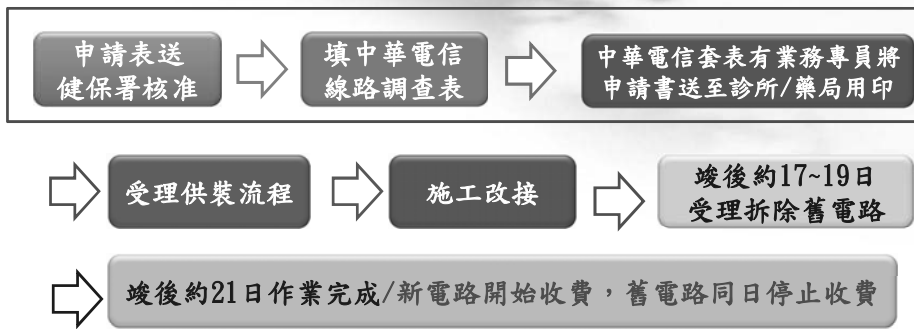 申請表送
健保署核准
填中華電信
線路調查表
中華電信套表有業務專員將
申請書送至診所/藥局用印
受理供裝流程
施工改接
竣後約17~19日
受理拆除舊電路
竣後約21日作業完成/新電路開始收費，舊電路同日停止收費